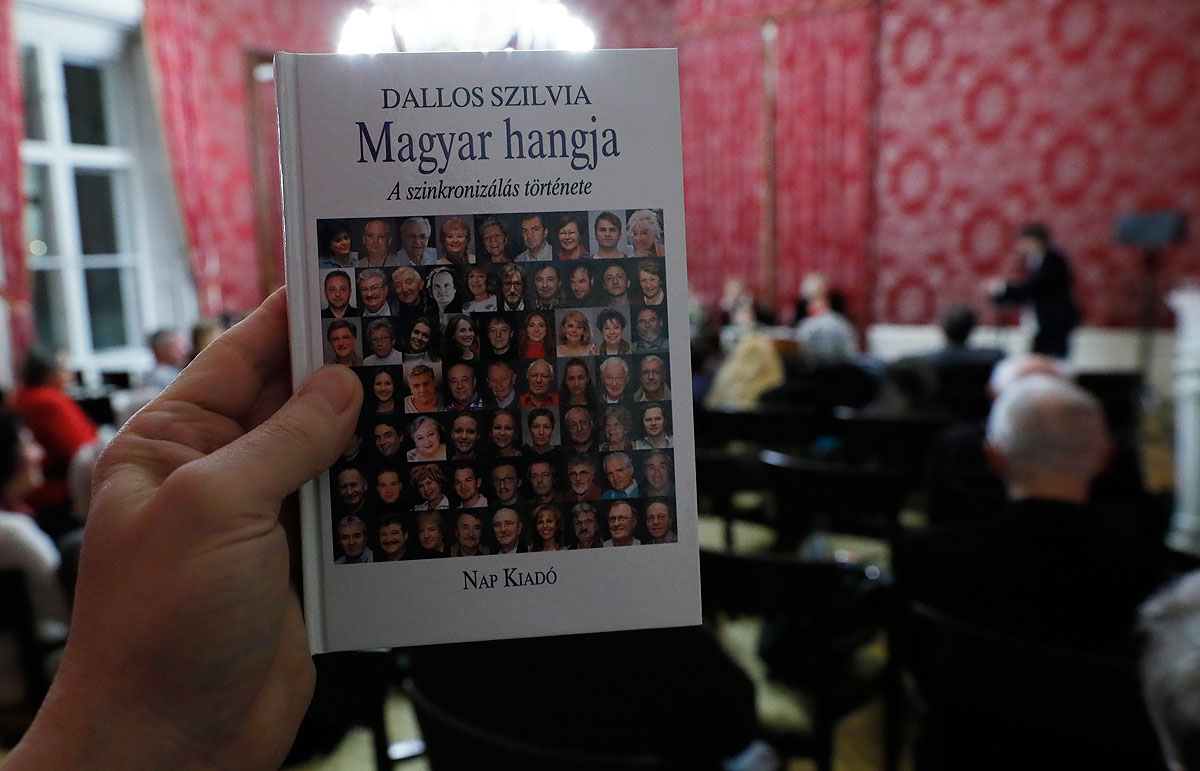 DALLOS SZILVIA
Magyar hangja
A szinkronizálás története
NAP KIADÓ